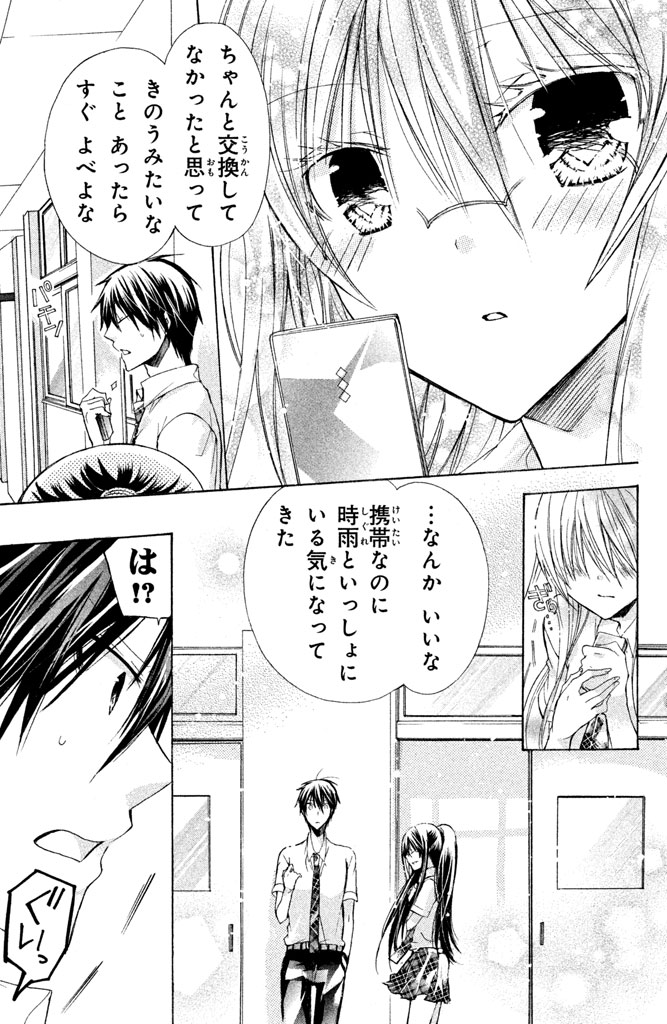 ちゃんと交換して
なかったと思って
きのうみたいな
こと あったら
すぐ よべよな
パモン
ぎゅ…
…なんか いいな
携帯なのに
時雨といっしょに
いる気になって
きた
は!?
ぐいっ